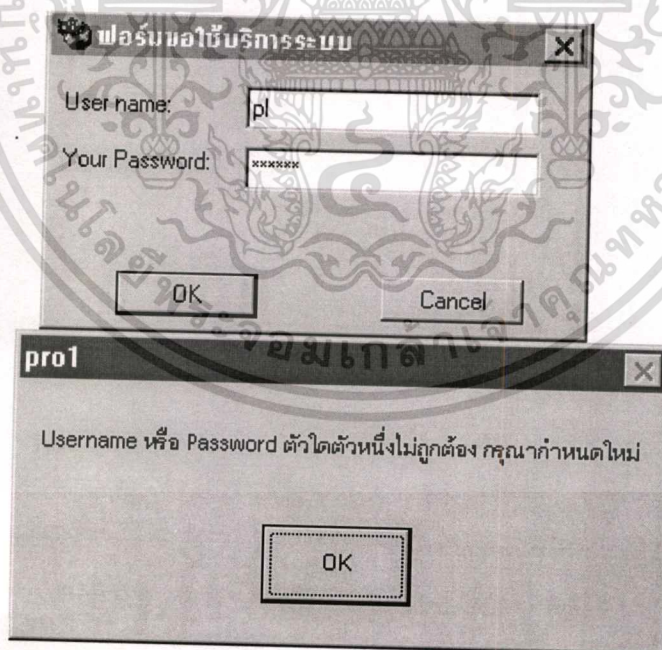 ฟอร์มขอใช้บริการระบบ
User name: pl
Your Password: xxxxxx
OK Cancel
pro1
Username หรือ Password ตัวใดตัวหนึ่งไม่ถูกต้อง กรุณากำหนดใหม่
OK